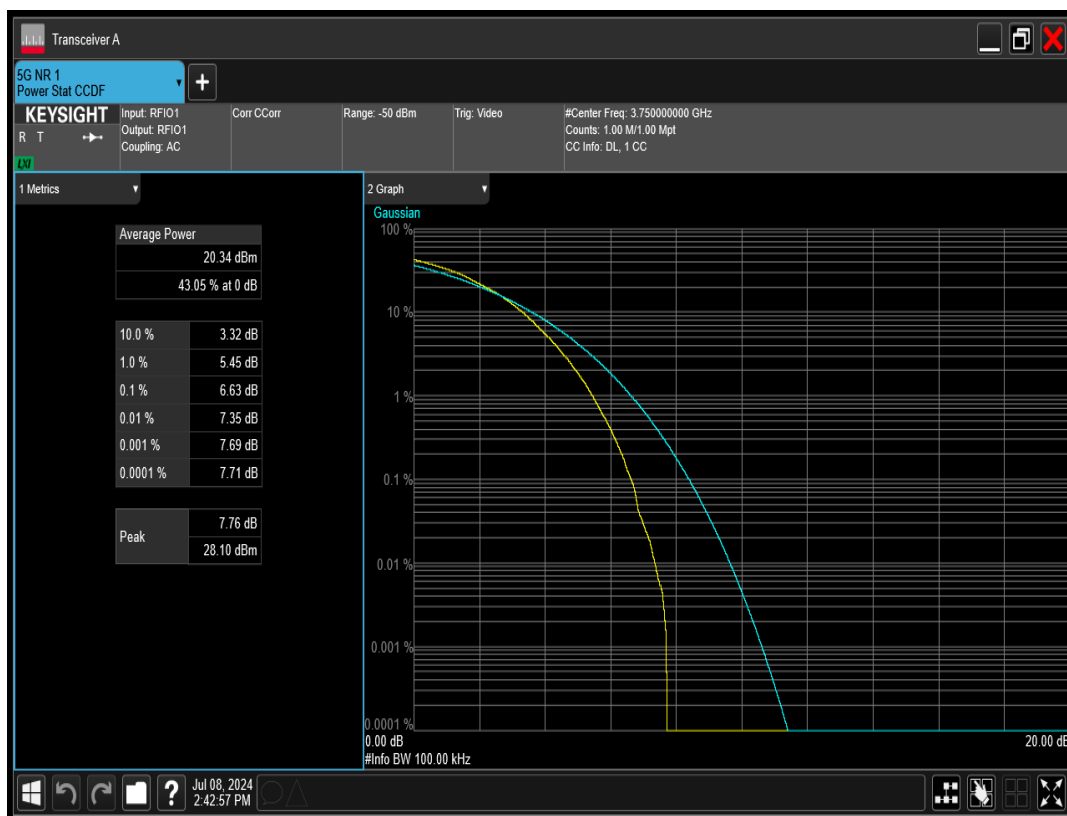 Transceiver A
5G NR 1
Power Stat CCDF
+
KEYSIGHT
R T
LXI
Input: RFIO1
Output: RFIO1
Coupling: AC
Corr CCorr
Range: -50 dBm
Trig: Video
#Center Freq: 3.750000000 GHz
Counts: 1.00 M/1.00 Mpt
CC Info: DL, 1 CC
1 Metrics
Average Power
20.34 dBm
43.05 % at 0 dB
10.0 % 3.32 dB
1.0 % 5.45 dB
0.1 % 6.63 dB
0.01 % 7.35 dB
0.001 % 7.69 dB
0.0001 % 7.71 dB
Peak 7.76 dB
28.10 dBm
2 Graph
Gaussian
100 %
10 %
1 %
0.1 %
0.01 %
0.001 %
0.0001 %
0.00 dB 20.00 dB
#Info BW 100.00 kHz
?
Jul 08, 2024
2:42:57 PM